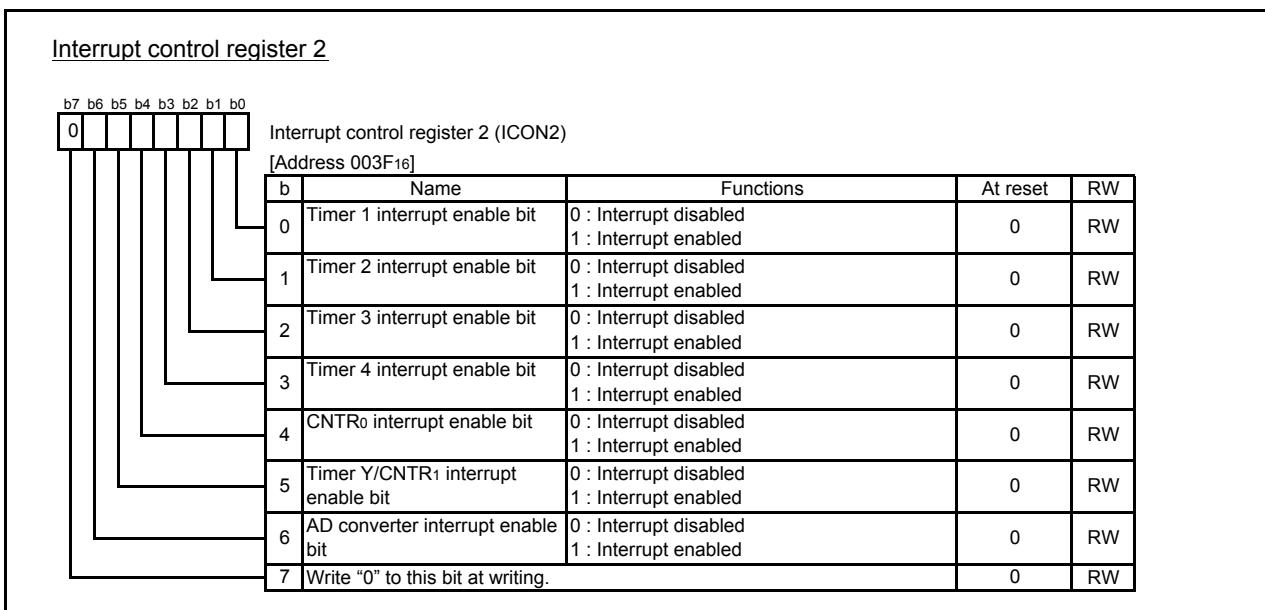 Interrupt control register 2
b7 b6 b5 b4 b3 b2 b1 b0
0
Interrupt control register 2 (ICON2)
[Address 003F16]
b Name Functions At reset RW
0 Timer 1 interrupt enable bit 0 : Interrupt disabled 0 RW
1 : Interrupt enabled
1 Timer 2 interrupt enable bit 0 : Interrupt disabled 0 RW
1 : Interrupt enabled
2 Timer 3 interrupt enable bit 0 : Interrupt disabled 0 RW
1 : Interrupt enabled
3 Timer 4 interrupt enable bit 0 : Interrupt disabled 0 RW
1 : Interrupt enabled
4 CNTR0 interrupt enable bit 0 : Interrupt disabled 0 RW
1 : Interrupt enabled
5 Timer Y/CNTR1 interrupt 0 : Interrupt disabled 0 RW
enable bit 1 : Interrupt enabled
6 AD converter interrupt enable 0 : Interrupt disabled 0 RW
bit 1 : Interrupt enabled
7 Write “0” to this bit at writing. 0 RW